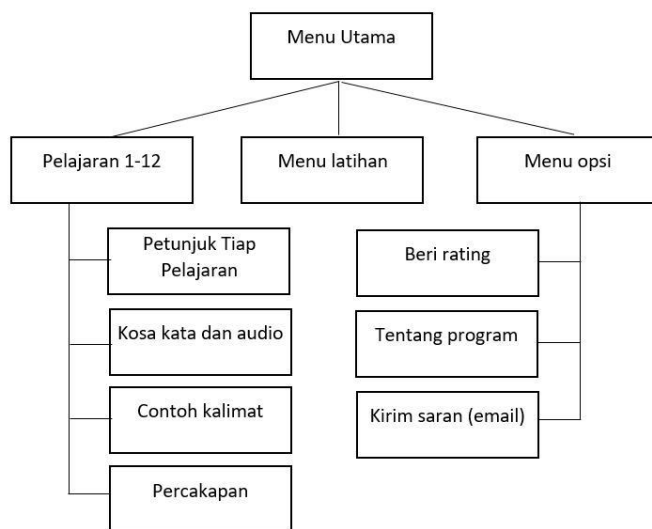 Menu Utama
Pelajaran 1-12
Menu latihan
Menu opsi
Petunjuk Tiap
Pelajaran
Kosa kata dan audio
Contoh kalimat
Percakapan
Beri rating
Tentang program
Kirim saran (email)